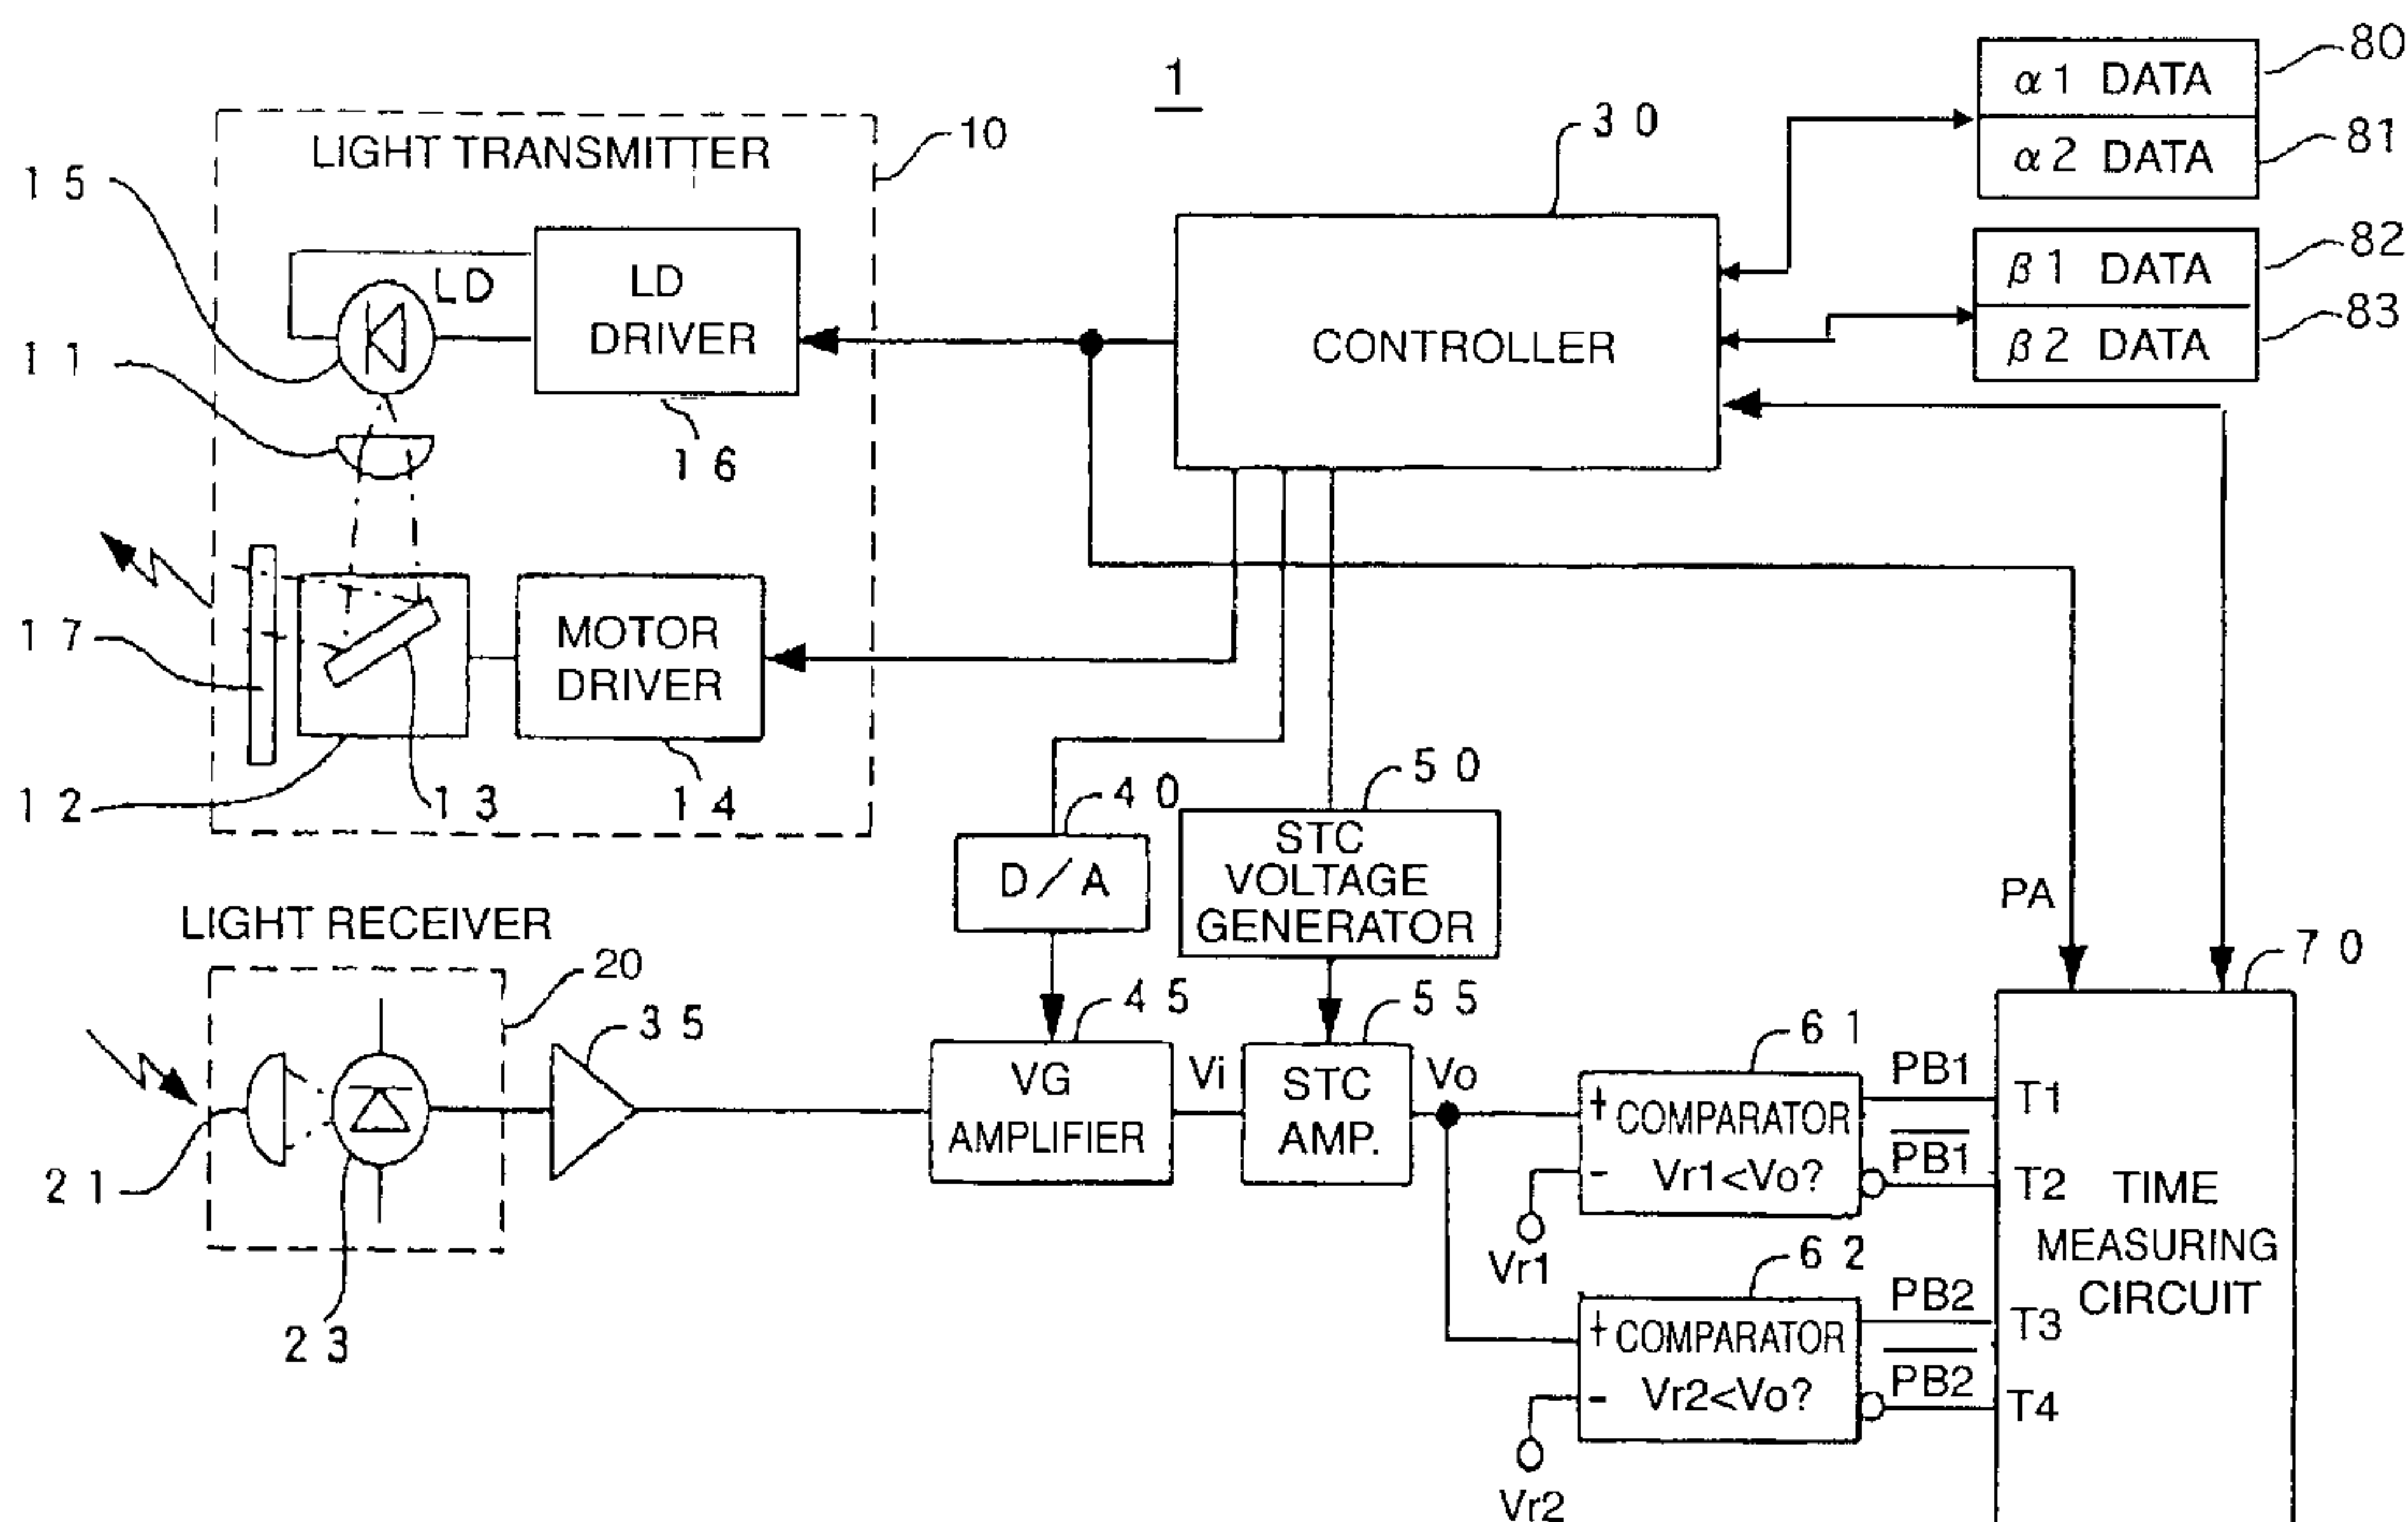 1
80
α1 DATA
α2 DATA
81
82
β1 DATA
β2 DATA
83
10
LIGHT TRANSMITTER
15
LD
LD
DRIVER
16
11
30
CONTROLLER
17
MOTOR
DRIVER
12
13
14
40
D/A
50
STC
VOLTAGE
GENERATOR
PA
70
LIGHT RECEIVER
20
21
23
35
45
VG
AMPLIFIER
Vi
55
STC
AMP.
Vo
61
+ COMPARATOR
- Vr1<Vo?
Vr1
PB1
PB1
T1
T2
TIME
MEASURING
CIRCUIT
62
+ COMPARATOR
- Vr2<Vo?
Vr2
PB2
PB2
T3
T4